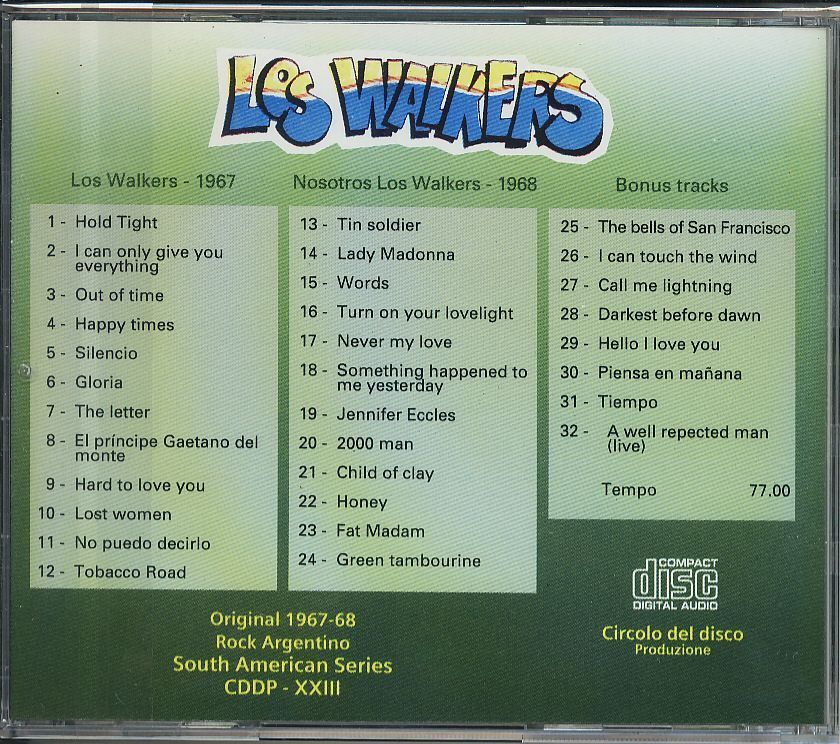 LOS WALKERS
Los Walkers - 1967
1 - Hold Tight
2 - I can only give you
everything
3 - Out of time
4 - Happy times
5 - Silencio
6 - Gloria
7 - The letter
8 - El príncipe Gaetano del
monte
9 - Hard to love you
10 - Lost women
11 - No puedo decirlo
12 - Tobacco Road
Nosotros Los Walkers - 1968
13 - Tin soldier
14 - Lady Madonna
15 - Words
16 - Turn on your lovelight
17 - Never my love
18 - Something happened to
me yesterday
19 - Jennifer Eccles
20 - 2000 man
21 - Child of clay
22 - Honey
23 - Fat Madam
24 - Green tambourine
Bonus tracks
25 - The bells of San Francisco
26 - I can touch the wind
27 - Call me lightning
28 - Darkest before dawn
29 - Hello I love you
30 - Piensa en mañana
31 - Tiempo
32 - A well repected man
(live)
Tempo 77.00
COMPACT
disc
DIGITAL AUDIO
Circolo del disco
Produzione
Original 1967-68
Rock Argentino
South American Series
CDDP - XXIII